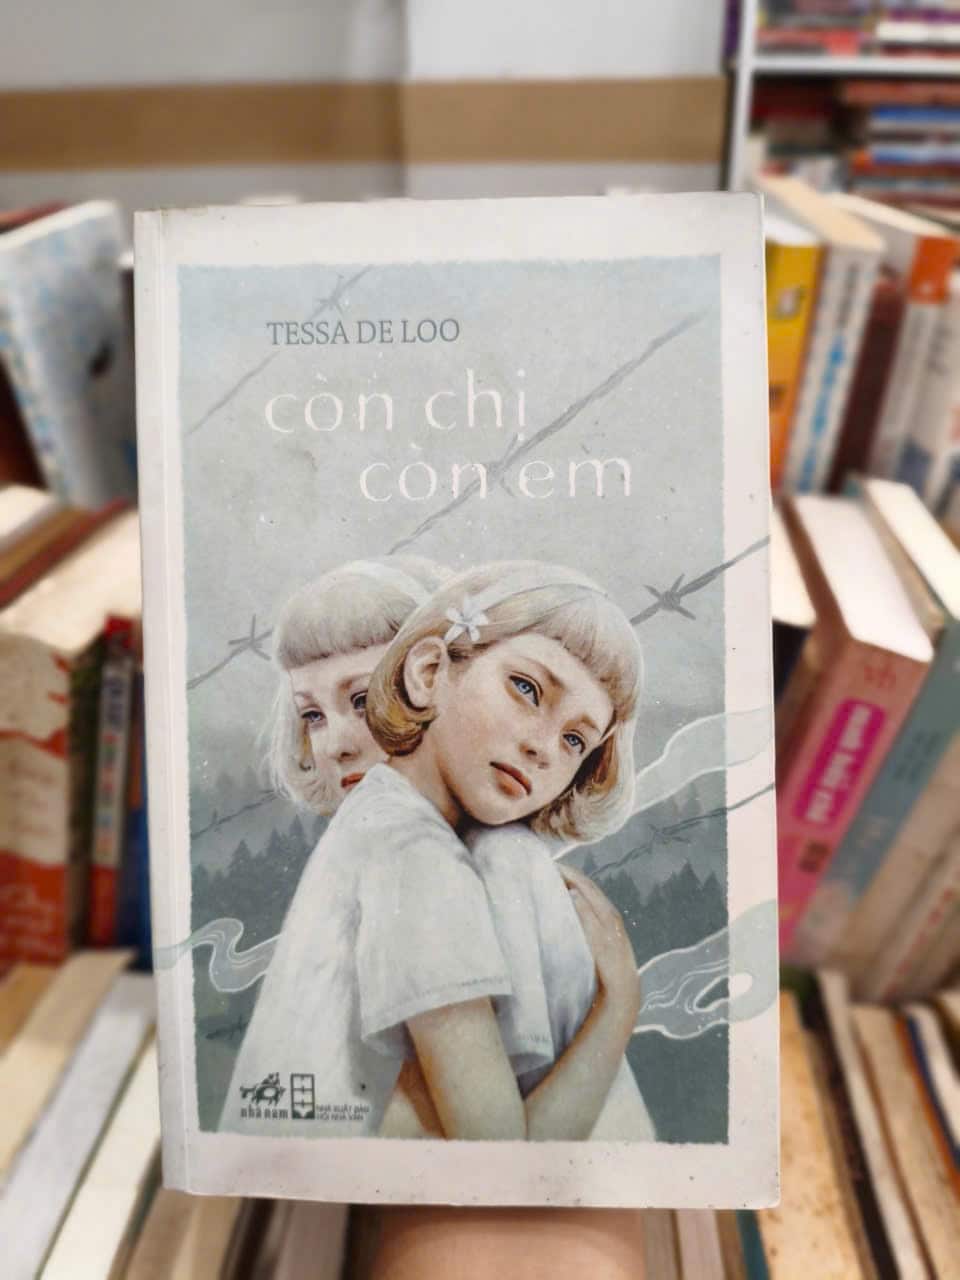 TESSA DE LOO
còn chị
còn em
nhã nam
NHÀ XUẤT BẢN
HỘI NHÀ VĂN